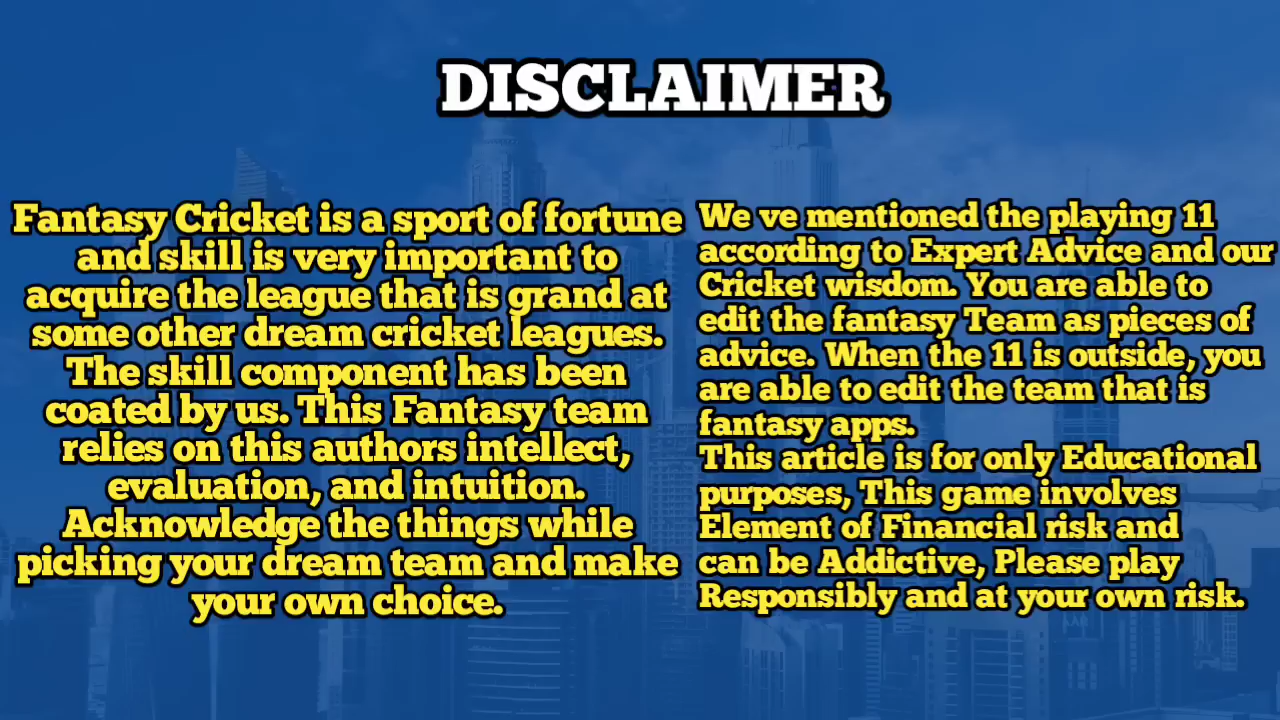 DISCLAIMER
Fantasy Cricket is a sport of fortune
and skill is very important to
acquire the league that is grand at
some other dream cricket leagues.
The skill component has been
coated by us. This Fantasy team
relies on this authors intellect,
evaluation, and intuition.
Acknowledge the things while
picking your dream team and make
your own choice.
We ve mentioned the playing 11
according to Expert Advice and our
Cricket wisdom. You are able to
edit the fantasy Team as pieces of
advice. When the 11 is outside, you
are able to edit the team that is
fantasy apps.
This article is for only Educational
purposes, This game involves
Element of Financial risk and
can be Addictive, Please play
Responsibly and at your own risk.